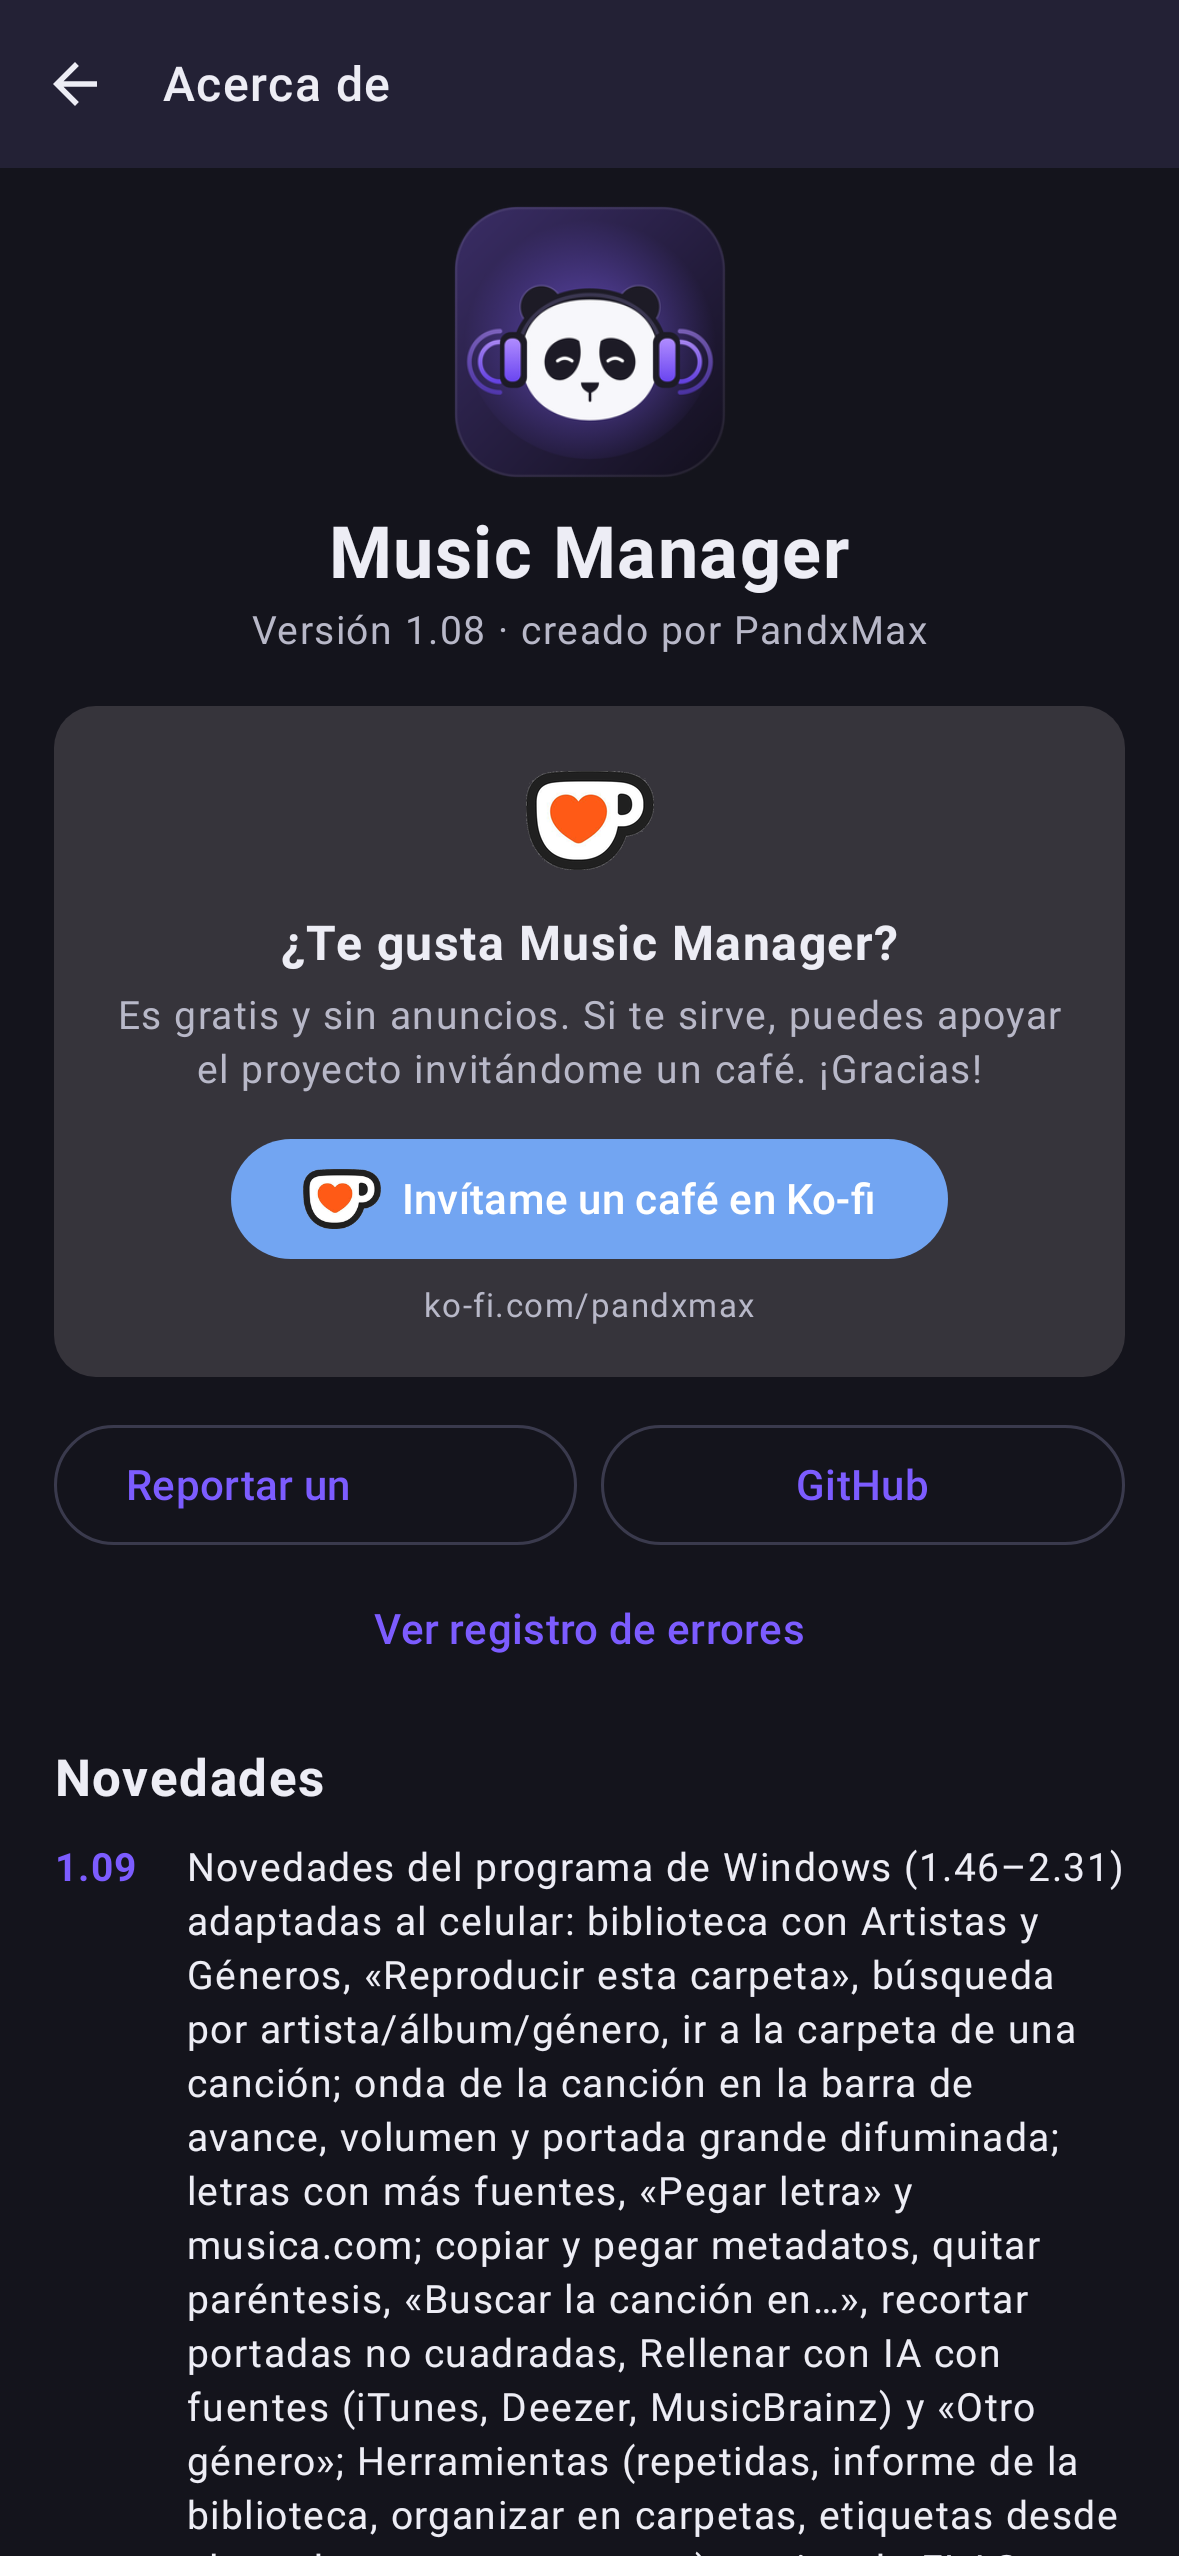 Acerca de
Music Manager
Versión 1.08 · creado por PandxMax
¿Te gusta Music Manager?
Es gratis y sin anuncios. Si te sirve, puedes apoyar
el proyecto invitándome un café. ¡Gracias!
Invítame un café en Ko-fi
ko-fi.com/pandxmax
Reportar un
GitHub
Ver registro de errores
Novedades
1.09 Novedades del programa de Windows (1.46–2.31)
adaptadas al celular: biblioteca con Artistas y
Géneros, «Reproducir esta carpeta», búsqueda
por artista/álbum/género, ir a la carpeta de una
canción; onda de la canción en la barra de
avance, volumen y portada grande difuminada;
letras con más fuentes, «Pegar letra» y
musica.com; copiar y pegar metadatos, quitar
paréntesis, «Buscar la canción en…», recortar
portadas no cuadradas, Rellenar con IA con
fuentes (iTunes, Deezer, MusicBrainz) y «Otro
género»; Herramientas (repetidas, informe de la
biblioteca, organizar en carpetas, etiquetas desde